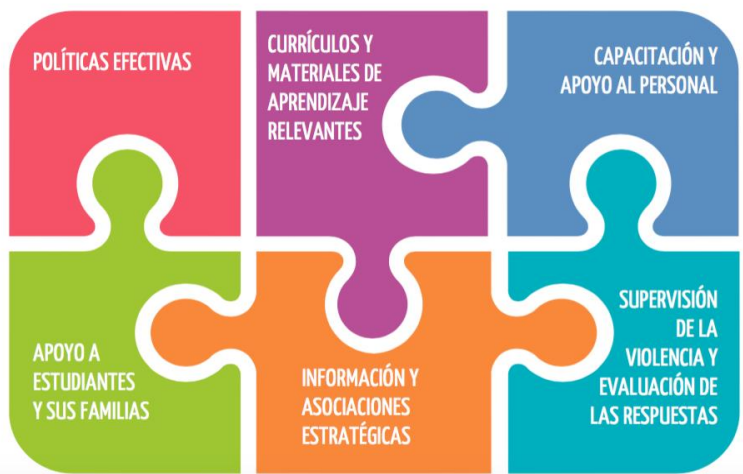 POLÍTICAS EFECTIVAS
CURRÍCULOS Y
MATERIALES DE
APRENDIZAJE
RELEVANTES
CAPACITACIÓN Y
APOYO AL PERSONAL
APOYO A
ESTUDIANTES
Y SUS FAMILIAS
INFORMACIÓN Y
ASOCIACIONES
ESTRATÉGICAS
SUPERVISIÓN
DE LA
VIOLENCIA Y
EVALUACIÓN DE
LAS RESPUESTAS